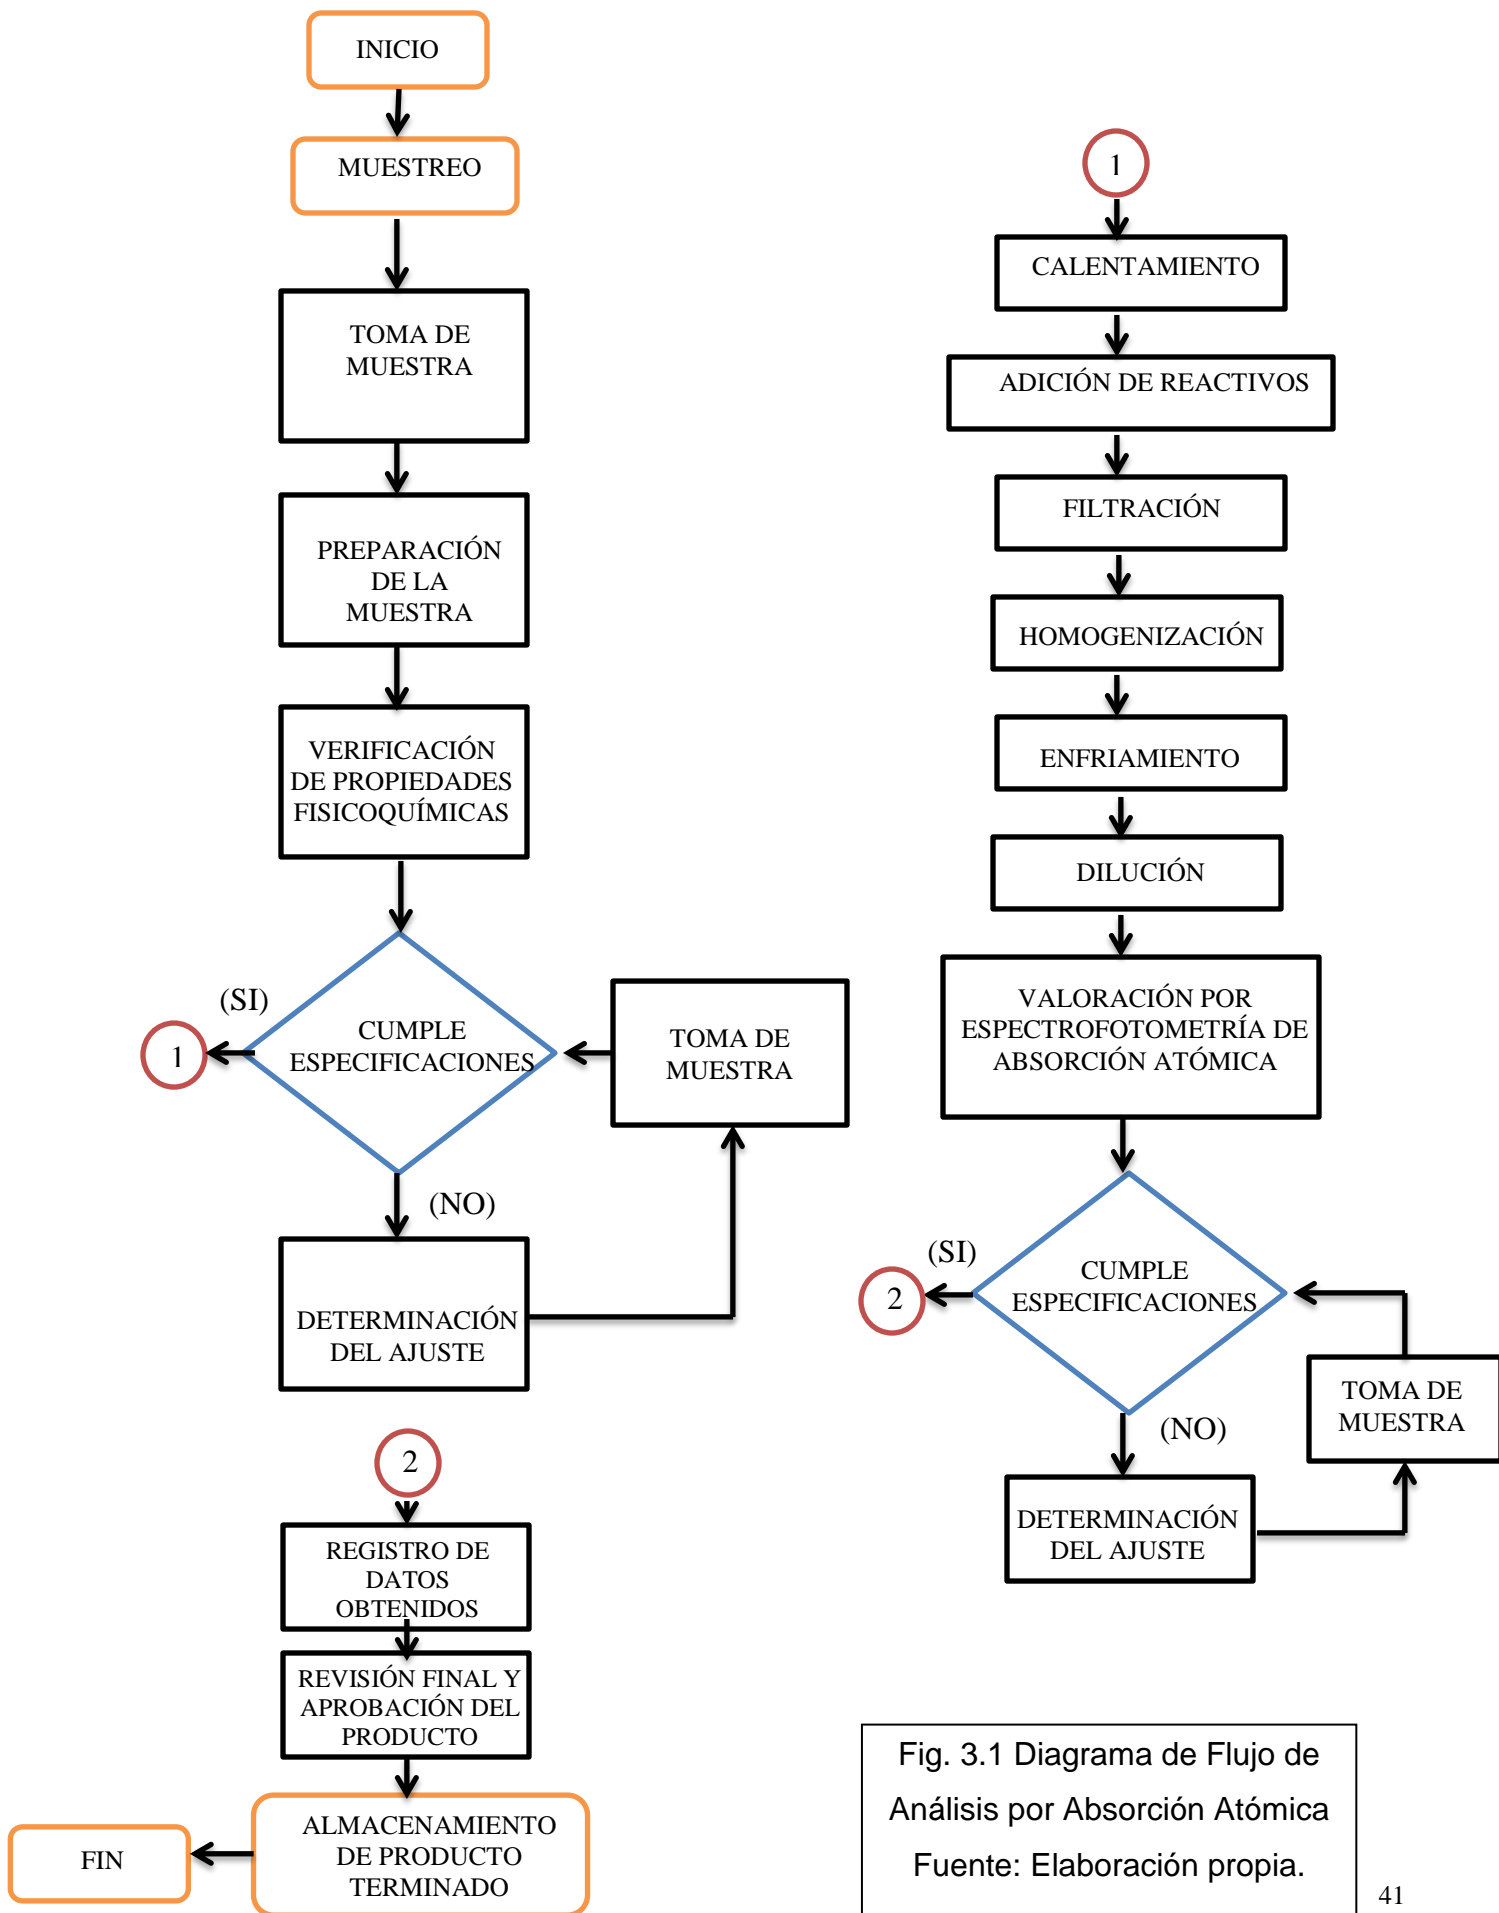 INICIO
MUESTREO
TOMA DE
MUESTRA
PREPARACIÓN
DE LA
MUESTRA
VERIFICACIÓN
DE PROPIEDADES
FISICOQUÍMICAS
(SI)
CUMPLE
ESPECIFICACIONES
1
TOMA DE
MUESTRA
(NO)
DETERMINACIÓN
DEL AJUSTE
1
CALENTAMIENTO
ADICIÓN DE REACTIVOS
FILTRACIÓN
HOMOGENIZACIÓN
ENFRIAMIENTO
DILUCIÓN
VALORACIÓN POR
ESPECTROFOTOMETRÍA DE
ABSORCIÓN ATÓMICA
(SI)
CUMPLE
ESPECIFICACIONES
2
TOMA DE
MUESTRA
(NO)
DETERMINACIÓN
DEL AJUSTE
2
REGISTRO DE
DATOS
OBTENIDOS
REVISIÓN FINAL Y
APROBACIÓN DEL
PRODUCTO
ALMACENAMIENTO
DE PRODUCTO
TERMINADO
FIN
Fig. 3.1 Diagrama de Flujo de
Análisis por Absorción Atómica
Fuente: Elaboración propia.
41